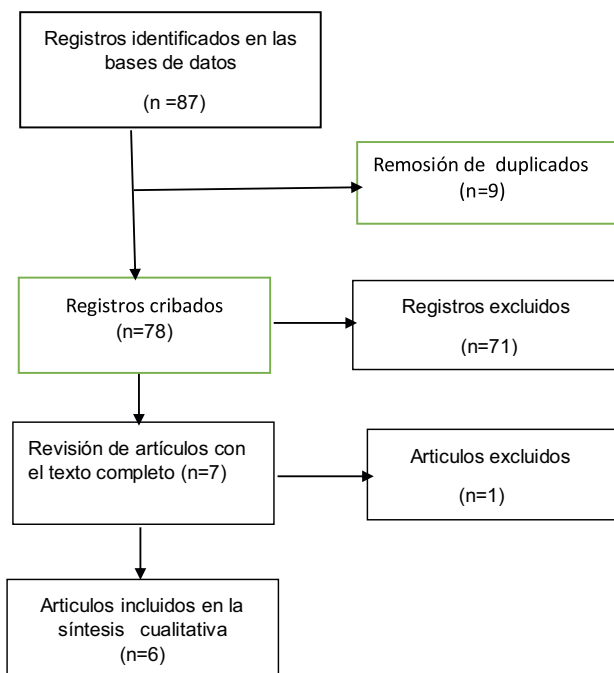 Registros identificados en las
bases de datos
(n =87)
Remosión de duplicados
(n=9)
Registros cribados
(n=78)
Registros excluidos
(n=71)
Revisión de artículos con
el texto completo (n=7)
Articulos excluidos
(n=1)
Articulos incluidos en la
síntesis cualitativa
(n=6)